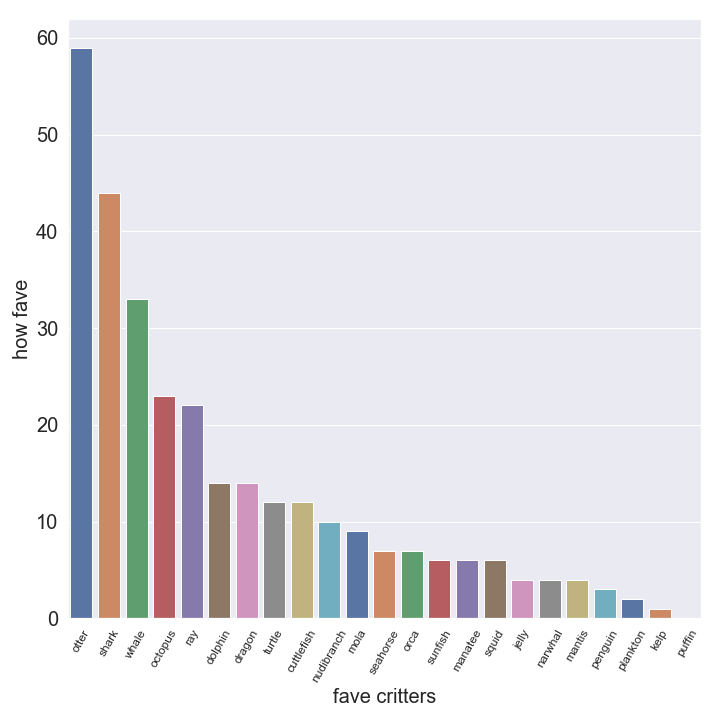 60
50
40
30
20
10
0
how fave
otter
shark
whale
octopus
ray
dolphin
dragon
turtle
cuttlefish
nudibranch
mola
seahorse
orca
sunfish
manatee
squid
jelly
narwhal
mantis
penguin
plankton
kelp
puffin
fave critters